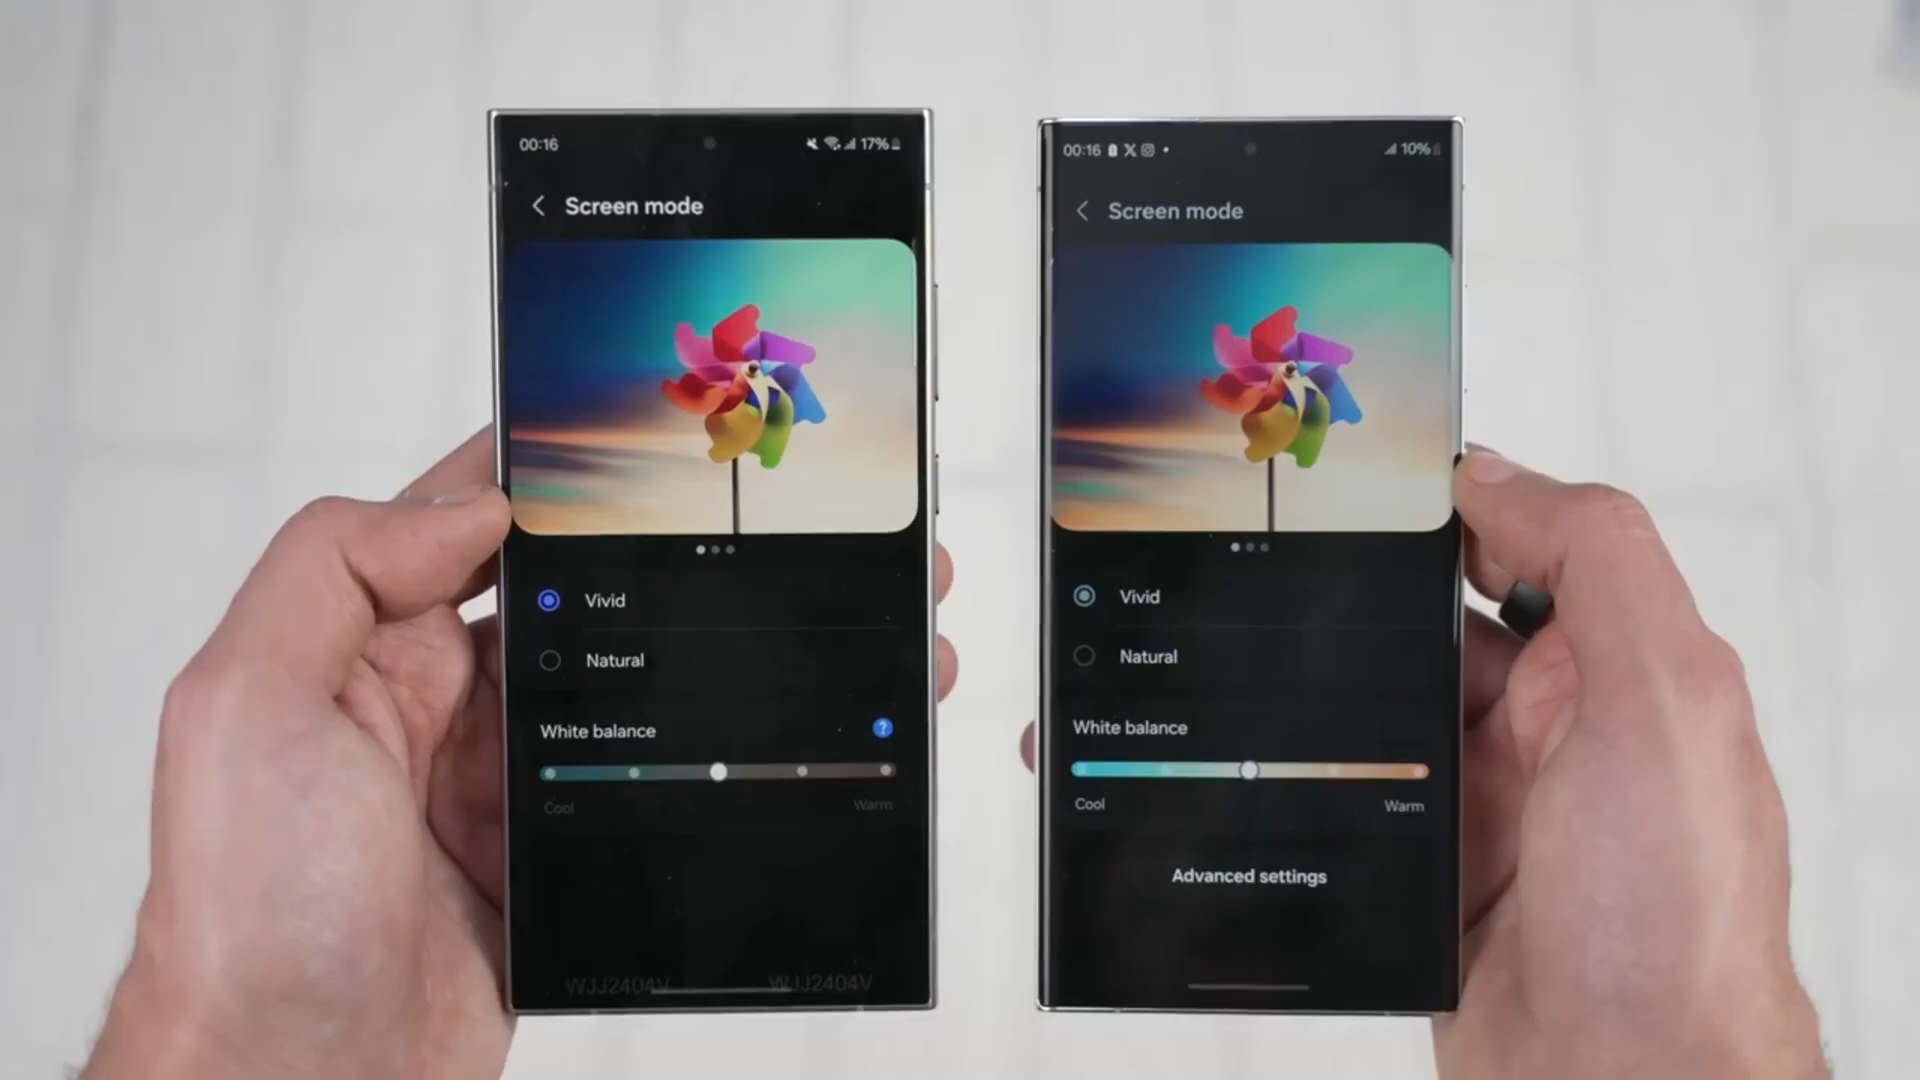 00:16 17%
Screen mode
Vivid
Natural
White balance ?
Cool Warm
WJJ2404V WJJ2404V
00:16 10%
Screen mode
Vivid
Natural
White balance
Cool Warm
Advanced settings